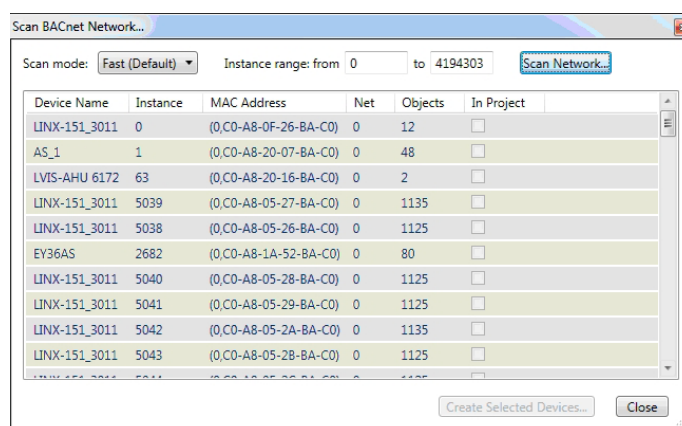 Scan BACnet Network...
Scan mode: Fast (Default) Instance range: from 0 to 4194303 Scan Network...
Device Name Instance MAC Address Net Objects In Project
LINX-151_3011 0 (0,C0-A8-0F-26-BA-C0) 0 12
AS_1 1 (0,C0-A8-20-07-BA-C0) 0 48
LVIS-AHU 6172 63 (0,C0-A8-20-16-BA-C0) 0 2
LINX-151_3011 5039 (0,C0-A8-05-27-BA-C0) 0 1135
LINX-151_3011 5038 (0,C0-A8-05-26-BA-C0) 0 1125
EY36AS 2682 (0,C0-A8-1A-52-BA-C0) 0 80
LINX-151_3011 5040 (0,C0-A8-05-28-BA-C0) 0 1125
LINX-151_3011 5041 (0,C0-A8-05-29-BA-C0) 0 1125
LINX-151_3011 5042 (0,C0-A8-05-2A-BA-C0) 0 1135
LINX-151_3011 5043 (0,C0-A8-05-2B-BA-C0) 0 1125
Create Selected Devices... Close